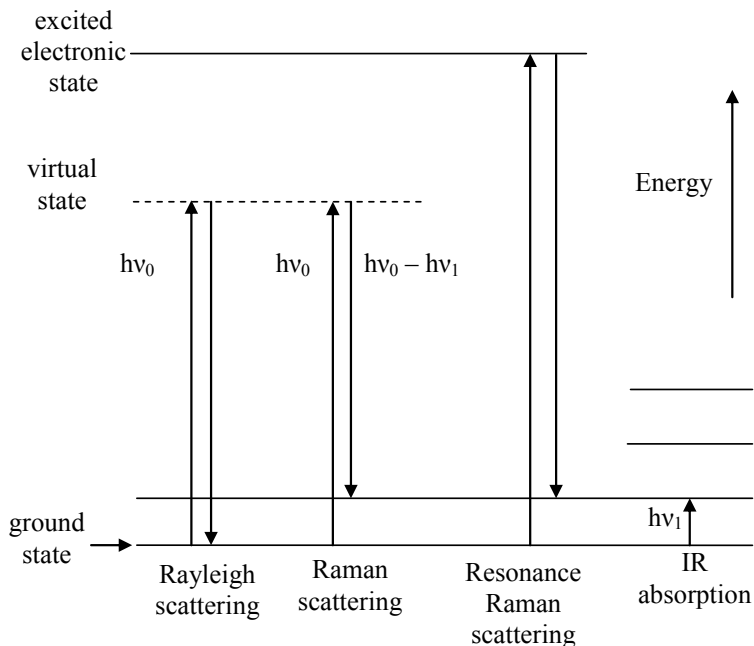 excited
electronic
state
virtual
state
Energy
hν₀
hν₀
hν₀ – hν₁
ground
state
hν₁
Rayleigh
scattering
Raman
scattering
Resonance
Raman
scattering
IR
absorption